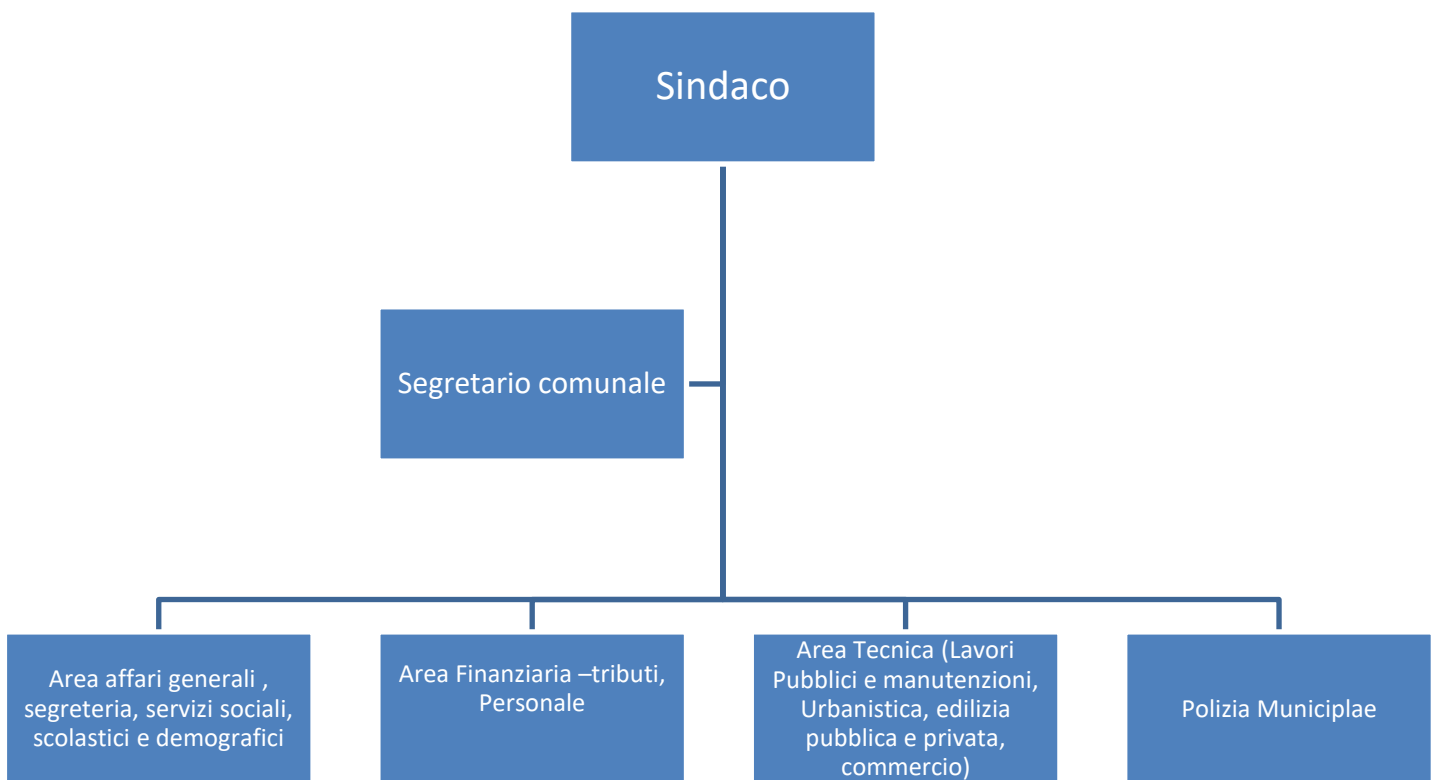 Sindaco
Segretario comunale
Area affari generali ,
segreteria, servizi sociali,
scolastici e demografici
Area Finanziaria –tributi,
Personale
Area Tecnica (Lavori
Pubblici e manutenzioni,
Urbanistica, edilizia
pubblica e privata,
commercio)
Polizia Municiplae